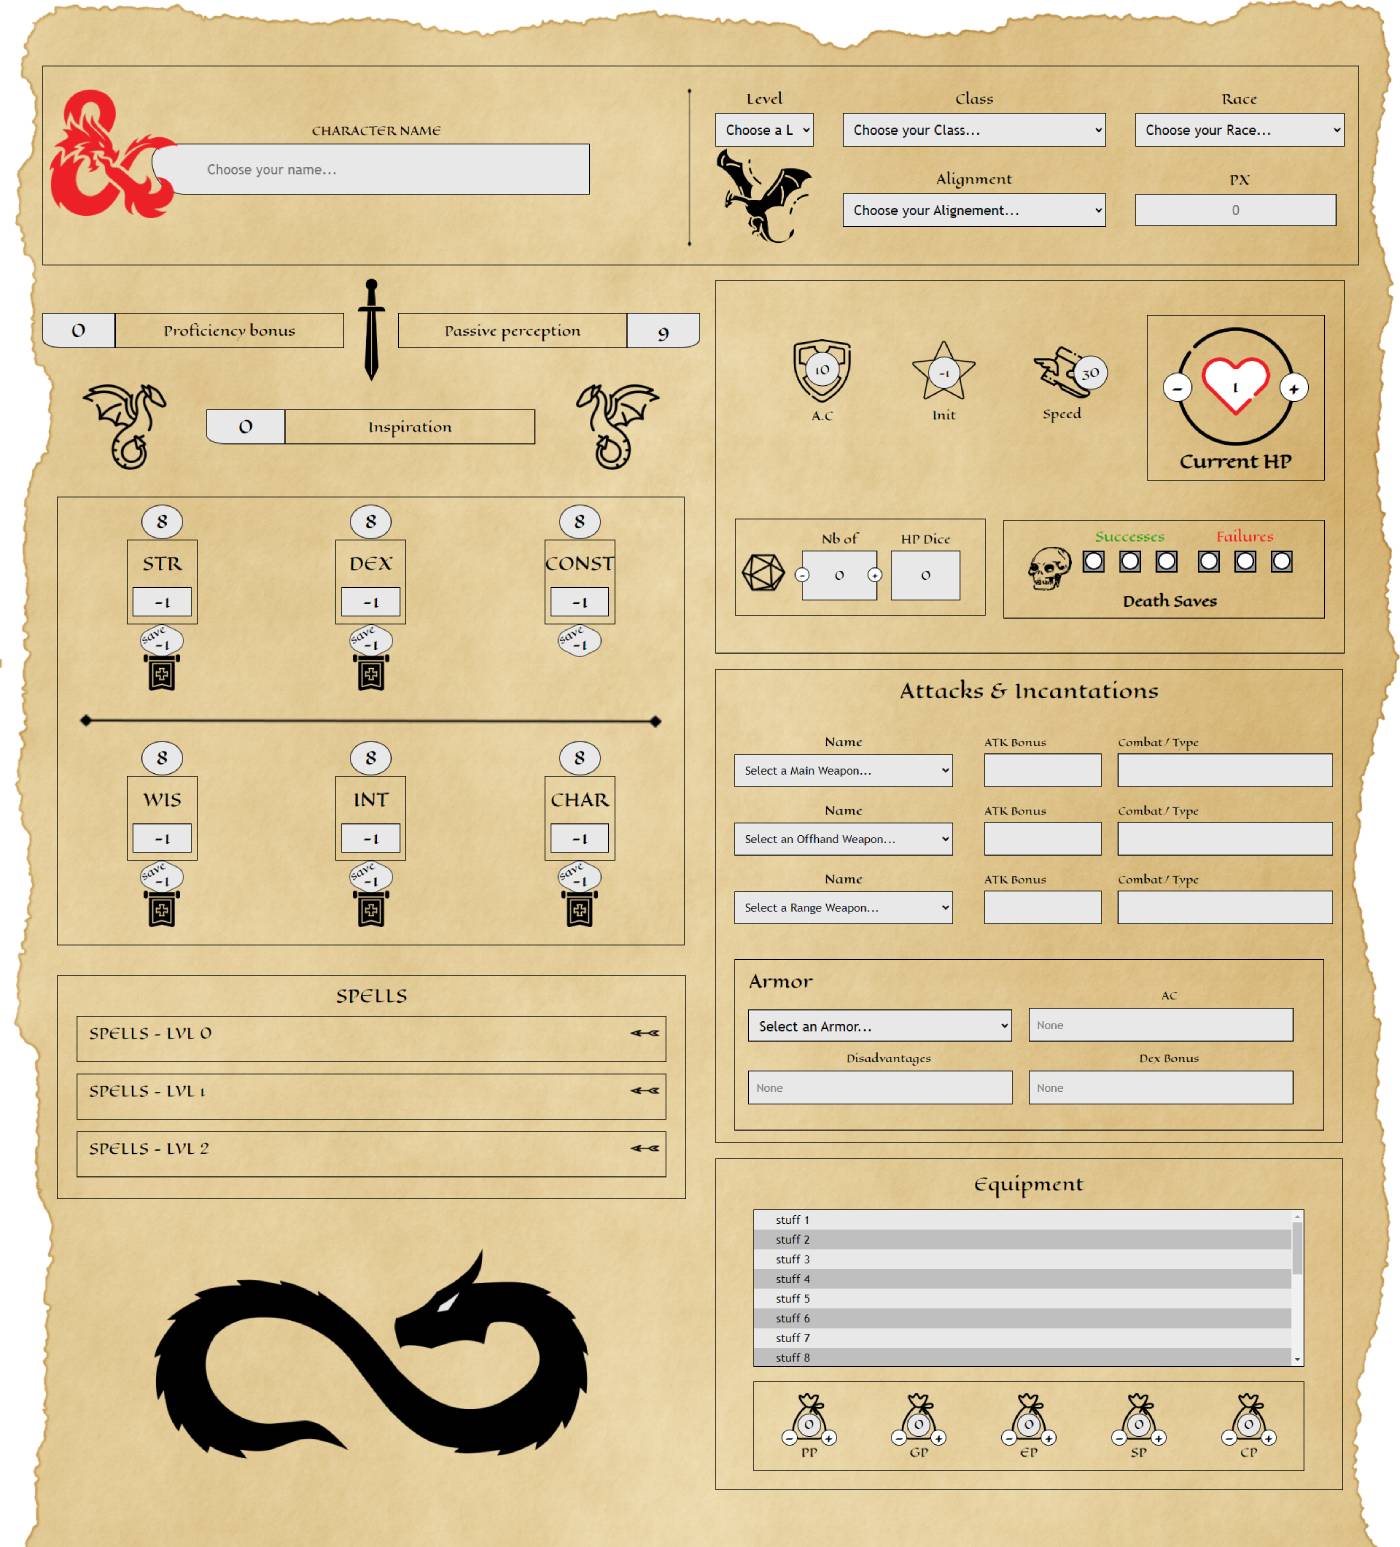 Level
Class
Race
CHARACTER NAME
Choose a L
Choose your Class...
Choose your Race...
Choose your name...
Alignment
PX
Choose your Alignement...
0
0 Proficiency bonus
Passive perception 9
0 Inspiration
10
A.C
-1
Init
30
Speed
- 1 +
Current HP
Nb of
HP Dice
- 0 +
0
Successes
Failures
Death Saves
8 8 8
STR DEX CONST
-1 -1 -1
save save save
-1 -1 -1
8 8 8
WIS INT CHAR
-1 -1 -1
save save save
-1 -1 -1
SPELLS
SPELLS - LVL 0
SPELLS - LVL 1
SPELLS - LVL 2
Attacks & Incantations
Name ATK Bonus Combat / Type
Select a Main Weapon...
Name ATK Bonus Combat / Type
Select an Offhand Weapon...
Name ATK Bonus Combat / Type
Select a Range Weapon...
Armor
AC
Select an Armor...
None
Disadvantages
Dex Bonus
None
None
Equipment
stuff 1
stuff 2
stuff 3
stuff 4
stuff 5
stuff 6
stuff 7
stuff 8
0 0 0 0 0
- + - + - + - + - +
PP GP EP SP CP